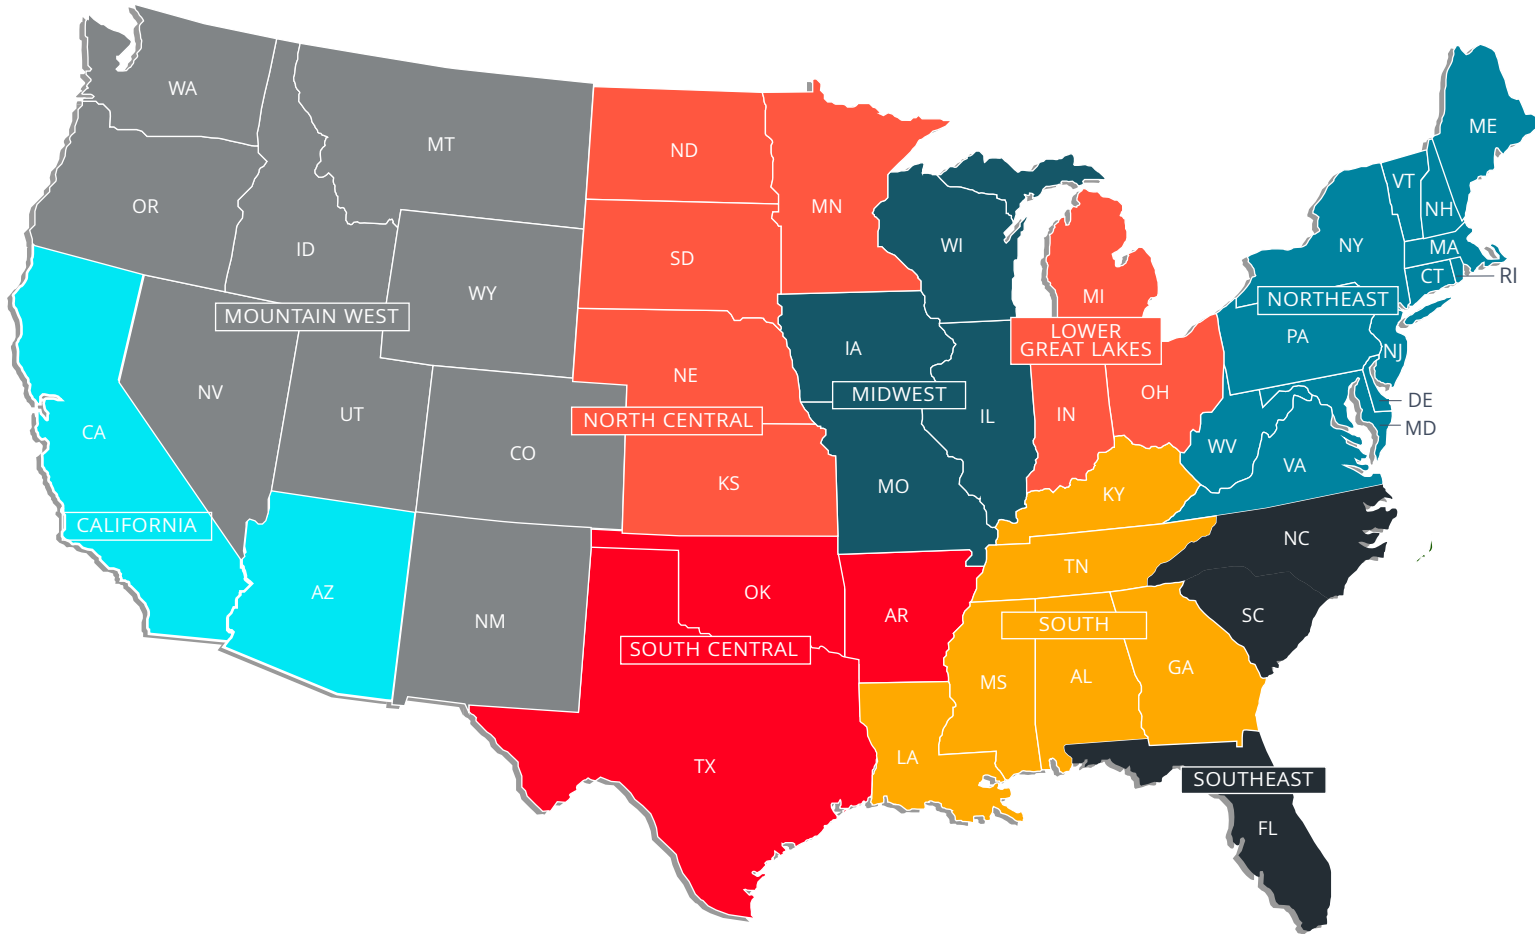 WA
MT
ME
ND
OR
MN
VT
NH
ID
SD
WI
NY
MA
CT
RI
WY
MI
MOUNTAIN WEST
NORTHEAST
LOWER
GREAT LAKES
PA
NJ
IA
NE
NV
UT
MIDWEST
OH
DE
CA
NORTH CENTRAL
IL
IN
MD
CO
WV
VA
KS
MO
KY
CALIFORNIA
NC
TN
AZ
OK
NM
AR
SC
SOUTH
SOUTH CENTRAL
MS
AL
GA
TX
LA
SOUTHEAST
FL